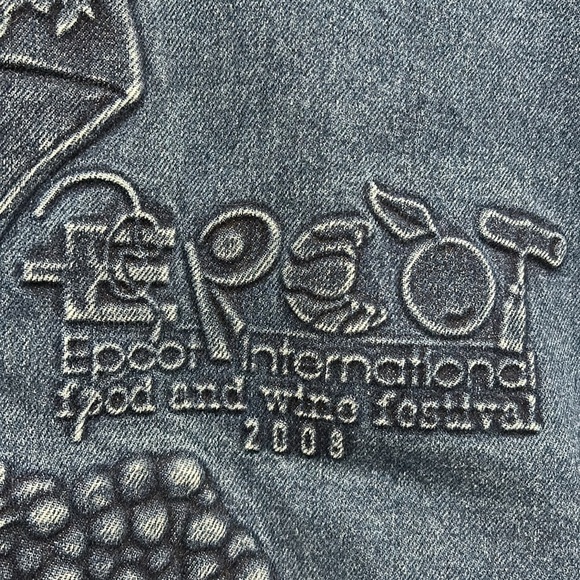 EPCOT
Epcot International
food and wine festival
2008